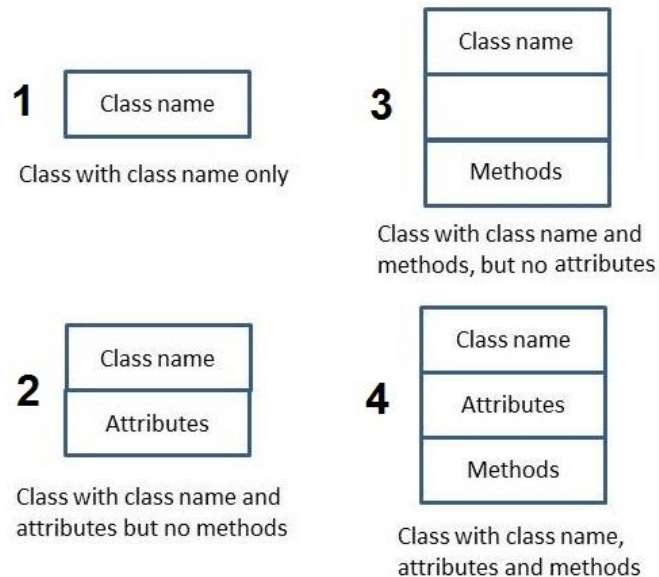 1
Class name
Class with class name only
2
Class name
Attributes
Class with class name and
attributes but no methods
3
Class name
Methods
Class with class name and
methods, but no attributes
4
Class name
Attributes
Methods
Class with class name,
attributes and methods